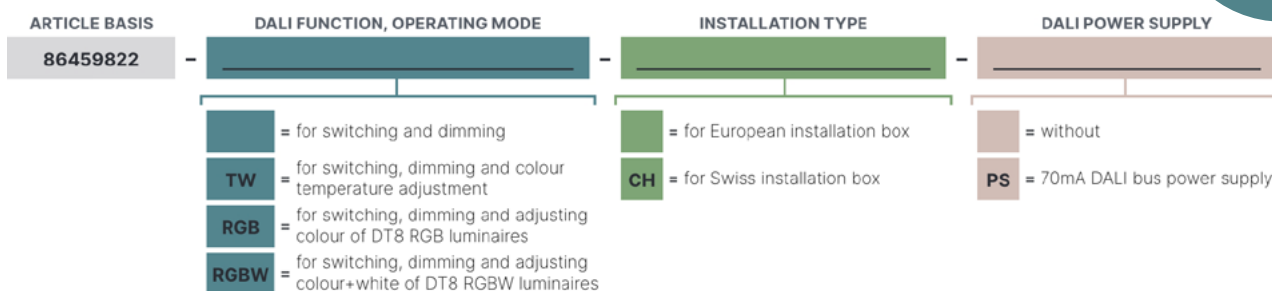 ARTICLE BASIS
DALI FUNCTION, OPERATING MODE
INSTALLATION TYPE
DALI POWER SUPPLY
86459822 - - -
= for switching and dimming
TW = for switching, dimming and colour
temperature adjustment
RGB = for switching, dimming and adjusting
colour of DT8 RGB luminaires
RGBW = for switching, dimming and adjusting
colour+white of DT8 RGBW luminaires
= for European installation box
CH = for Swiss installation box
= without
PS = 70mA DALI bus power supply